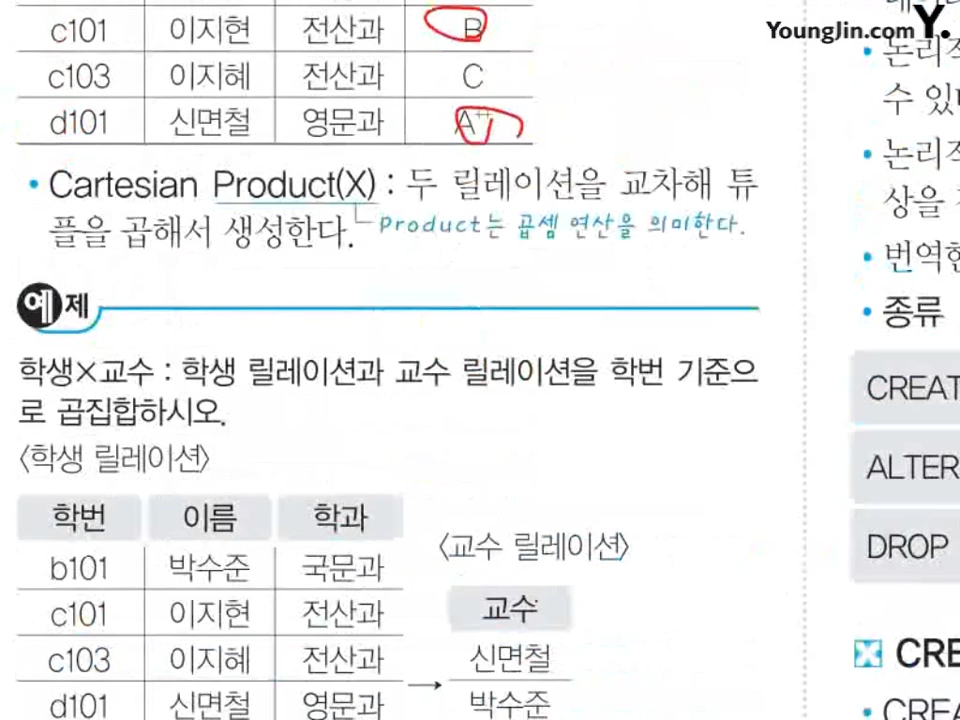 YoungJin.com Y.
c101 이지현 전산과 B
c103 이지혜 전산과 C
d101 신면철 영문과 A+
• Cartesian Product(X) : 두 릴레이션을 교차해 튜
플을 곱해서 생성한다.
Product는 곱셈 연산을 의미한다.
예제
학생×교수 : 학생 릴레이션과 교수 릴레이션을 학번 기준으
로 곱집합하시오.
〈학생 릴레이션〉
학번 이름 학과
b101 박수준 국문과
c101 이지현 전산과
c103 이지혜 전산과
d101 신면철 영문과
〈교수 릴레이션〉
교수
신면철
박수준
→
• 논리적
수 있
• 논리적
상을
• 번역한
• 종류
CREAT
ALTER
DROP
CRE
• CREA